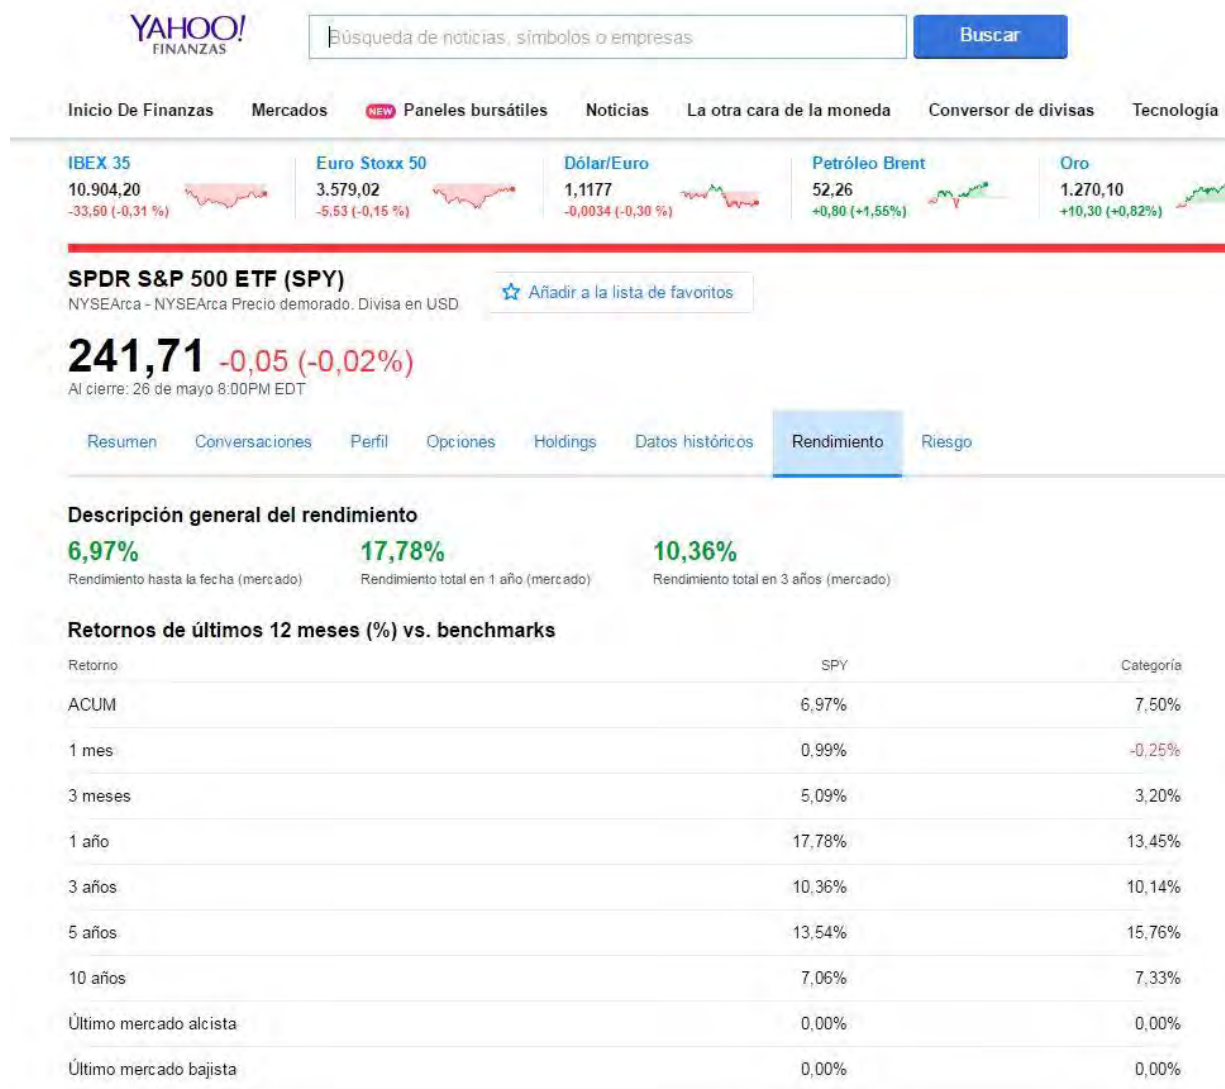 YAHOO!
FINANZAS
Búsqueda de noticias, símbolos o empresas
Buscar
Inicio De Finanzas Mercados NEW Paneles bursátiles Noticias La otra cara de la moneda Conversor de divisas Tecnología
IBEX 35 Euro Stoxx 50 Dólar/Euro Petróleo Brent Oro
10.904,20 3.579,02 1,1177 52,26 1.270,10
-33,50 (-0,31 %) -5,53 (-0,15 %) -0,0034 (-0,30 %) +0,80 (+1,55%) +10,30 (+0,82%)
SPDR S&P 500 ETF (SPY)
NYSEArca - NYSEArca Precio demorado. Divisa en USD
Añadir a la lista de favoritos
241,71 -0,05 (-0,02%)
Al cierre: 26 de mayo 8:00PM EDT
Resumen Conversaciones Perfil Opciones Holdings Datos históricos Rendimiento Riesgo
Descripción general del rendimiento
6,97% 17,78% 10,36%
Rendimiento hasta la fecha (mercado) Rendimiento total en 1 año (mercado) Rendimiento total en 3 años (mercado)
Retornos de últimos 12 meses (%) vs. benchmarks
Retorno SPY Categoría
ACUM 6,97% 7,50%
1 mes 0,99% -0,25%
3 meses 5,09% 3,20%
1 año 17,78% 13,45%
3 años 10,36% 10,14%
5 años 13,54% 15,76%
10 años 7,06% 7,33%
Último mercado alcista 0,00% 0,00%
Último mercado bajista 0,00% 0,00%